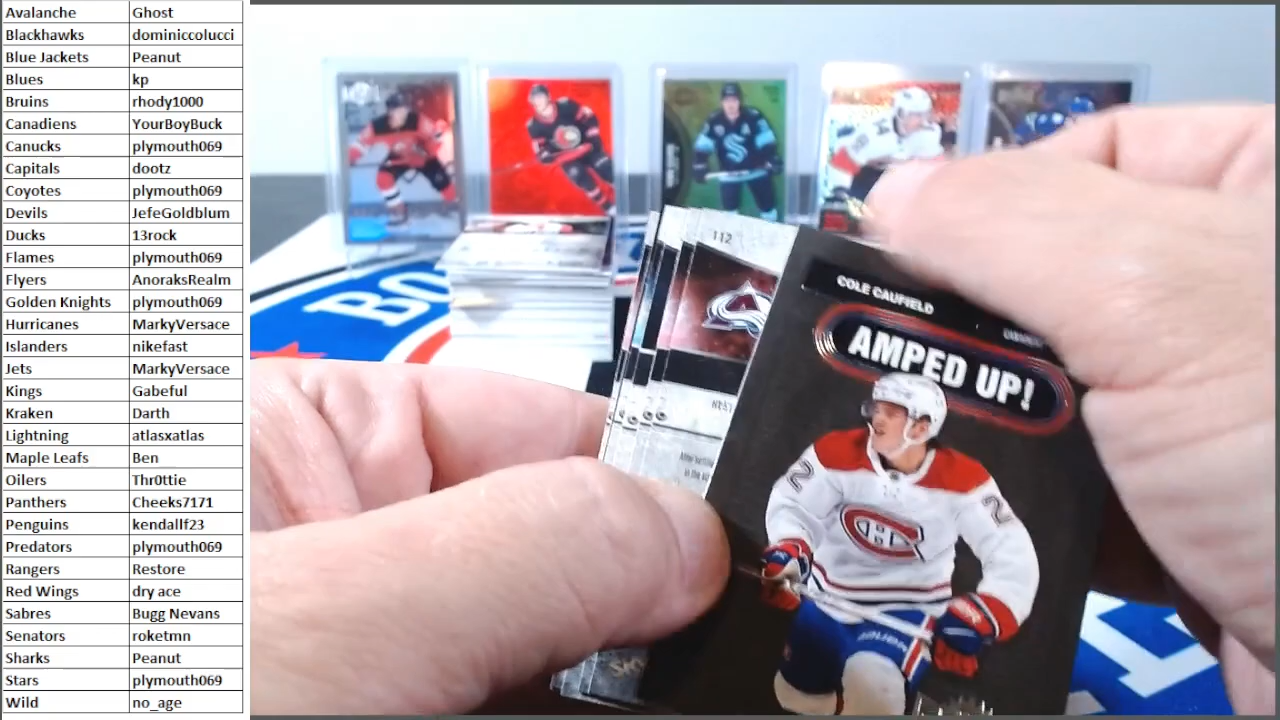 Avalanche Ghost
Blackhawks dominiccolucci
Blue Jackets Peanut
Blues kp
Bruins rhody1000
Canadiens YourBoyBuck
Canucks plymouth069
Capitals dootz
Coyotes plymouth069
Devils JefeGoldblum
Ducks 13rock
Flames plymouth069
Flyers AnoraksRealm
Golden Knights plymouth069
Hurricanes MarkyVersace
Islanders nikefast
Jets MarkyVersace
Kings Gabeful
Kraken Darth
Lightning atlasxatlas
Maple Leafs Ben
Oilers Thr0ttie
Panthers Cheeks7171
Penguins kendallf23
Predators plymouth069
Rangers Restore
Red Wings dry ace
Sabres Bugg Nevans
Senators roketmn
Sharks Peanut
Stars plymouth069
Wild no_age
BO
112
COLE CAUFIELD
AMPED UP!
22